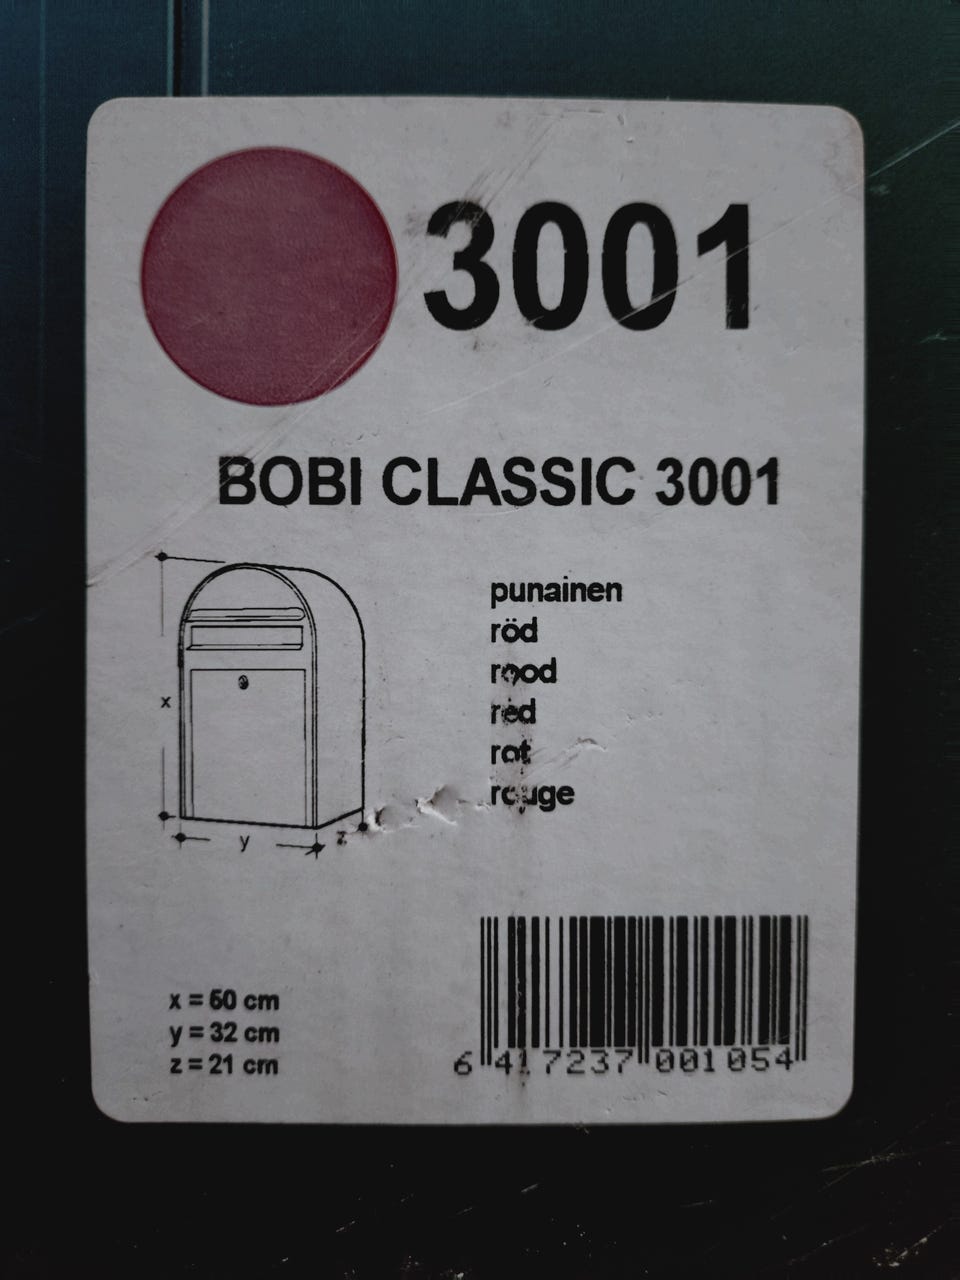 3001
BOBI CLASSIC 3001
punainen
röd
rood
red
rot
rouge
x
y
z
x = 60 cm
y = 32 cm
z = 21 cm
6 417237 001054